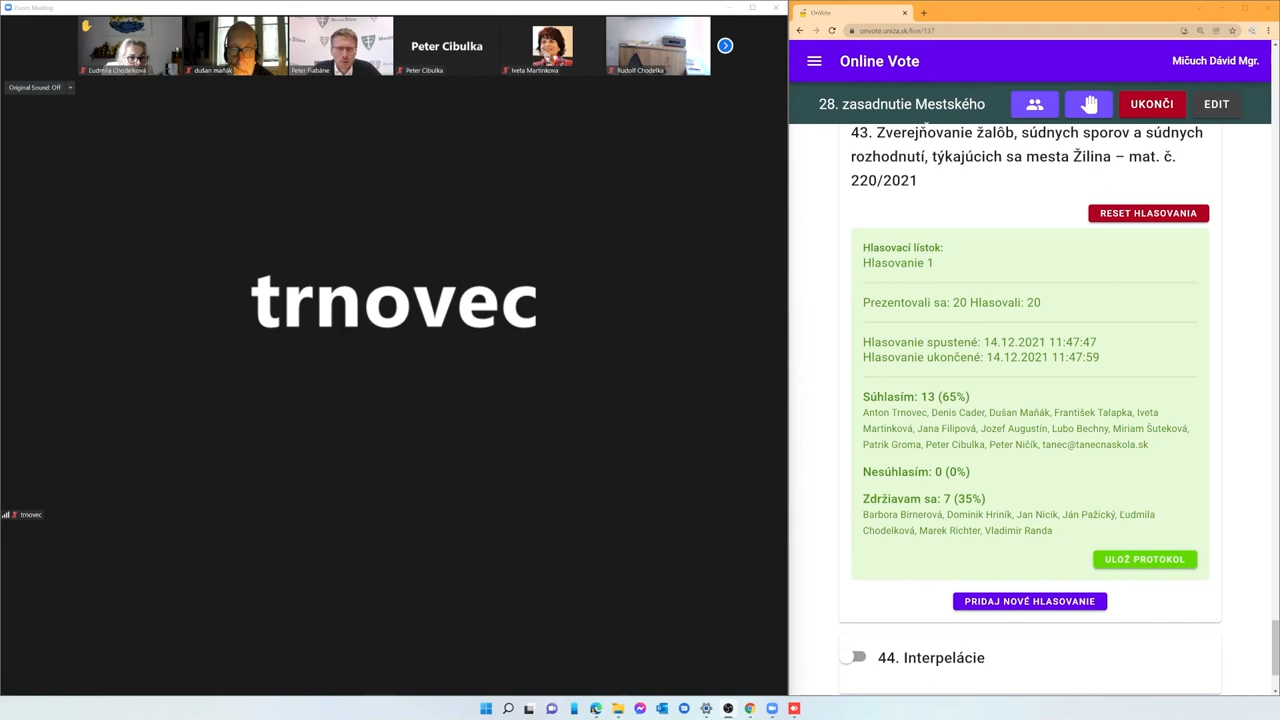 Zoom Meeting
Peter Cibulka
Ľudmila Chodelková
dušan maňák
Peter Fiabáne
Peter Cibulka
Iveta Martinkova
Rudolf Chodelka
Original Sound: Off
trnovec
trnovec
OnVote
onvote.uniza.sk/live/137
Online Vote
Mičuch Dávid Mgr.
28. zasadnutie Mestského
UKONČI
EDIT
43. Zverejňovanie žalôb, súdnych sporov a súdnych
rozhodnutí, týkajúcich sa mesta Žilina – mat. č.
220/2021
RESET HLASOVANIA
Hlasovací lístok:
Hlasovanie 1
Prezentovali sa: 20 Hlasovali: 20
Hlasovanie spustené: 14.12.2021 11:47:47
Hlasovanie ukončené: 14.12.2021 11:47:59
Súhlasím: 13 (65%)
Anton Trnovec, Denis Cader, Dušan Maňák, František Talapka, Iveta
Martinková, Jana Filipová, Jozef Augustín, Lubo Bechny, Miriam Šuteková,
Patrik Groma, Peter Cibulka, Peter Ničík, tanec@tanecnaskola.sk
Nesúhlasím: 0 (0%)
Zdržiavam sa: 7 (35%)
Barbora Birnerová, Dominik Hriník, Jan Nicik, Ján Pažický, Ľudmila
Chodelková, Marek Richter, Vladimir Randa
ULOŽ PROTOKOL
PRIDAJ NOVÉ HLASOVANIE
44. Interpelácie